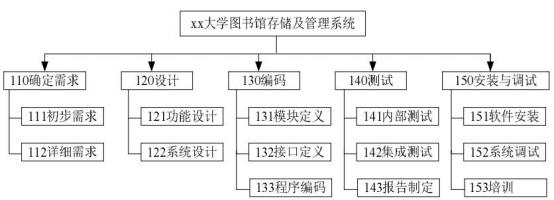 xx大学图书馆存储及管理系统
110确定需求
120设计
130编码
140测试
150安装与调试
111初步需求
121功能设计
131模块定义
141内部测试
151软件安装
112详细需求
122系统设计
132接口定义
142集成测试
152系统调试
133程序编码
143报告制定
153培训